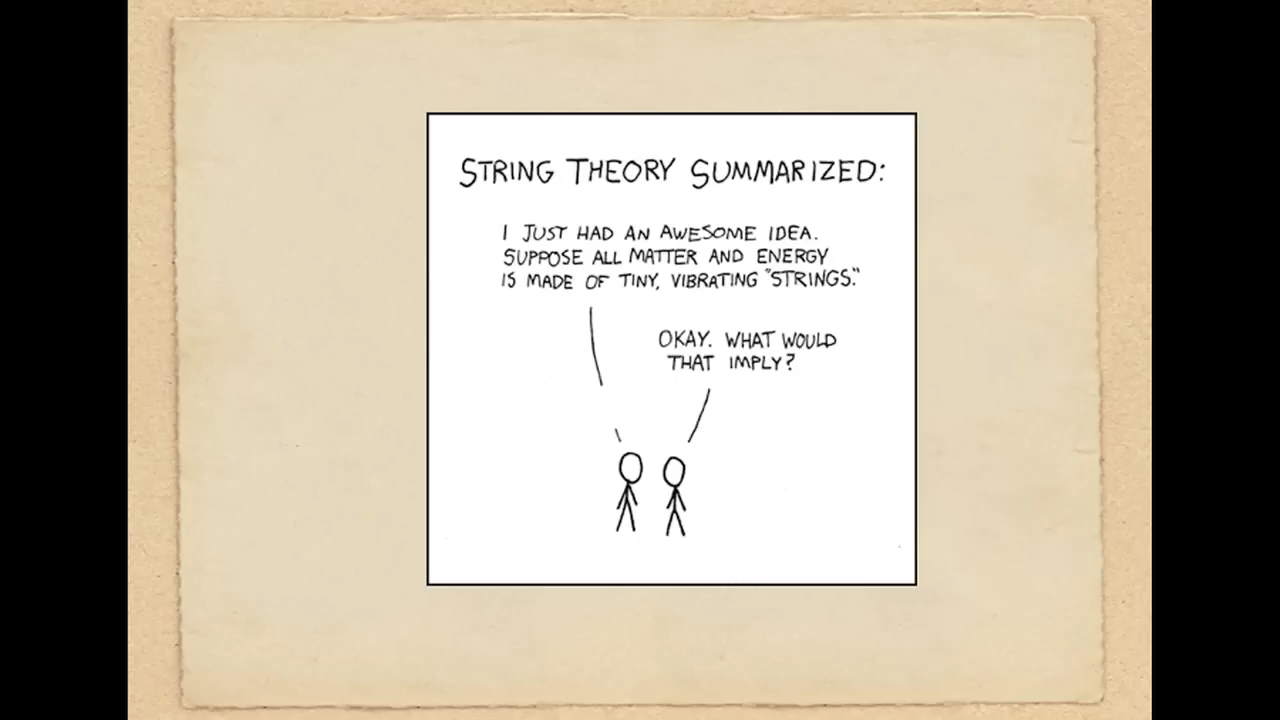 STRING THEORY SUMMARIZED:
I JUST HAD AN AWESOME IDEA.
SUPPOSE ALL MATTER AND ENERGY
IS MADE OF TINY, VIBRATING "STRINGS."
OKAY. WHAT WOULD
THAT IMPLY?